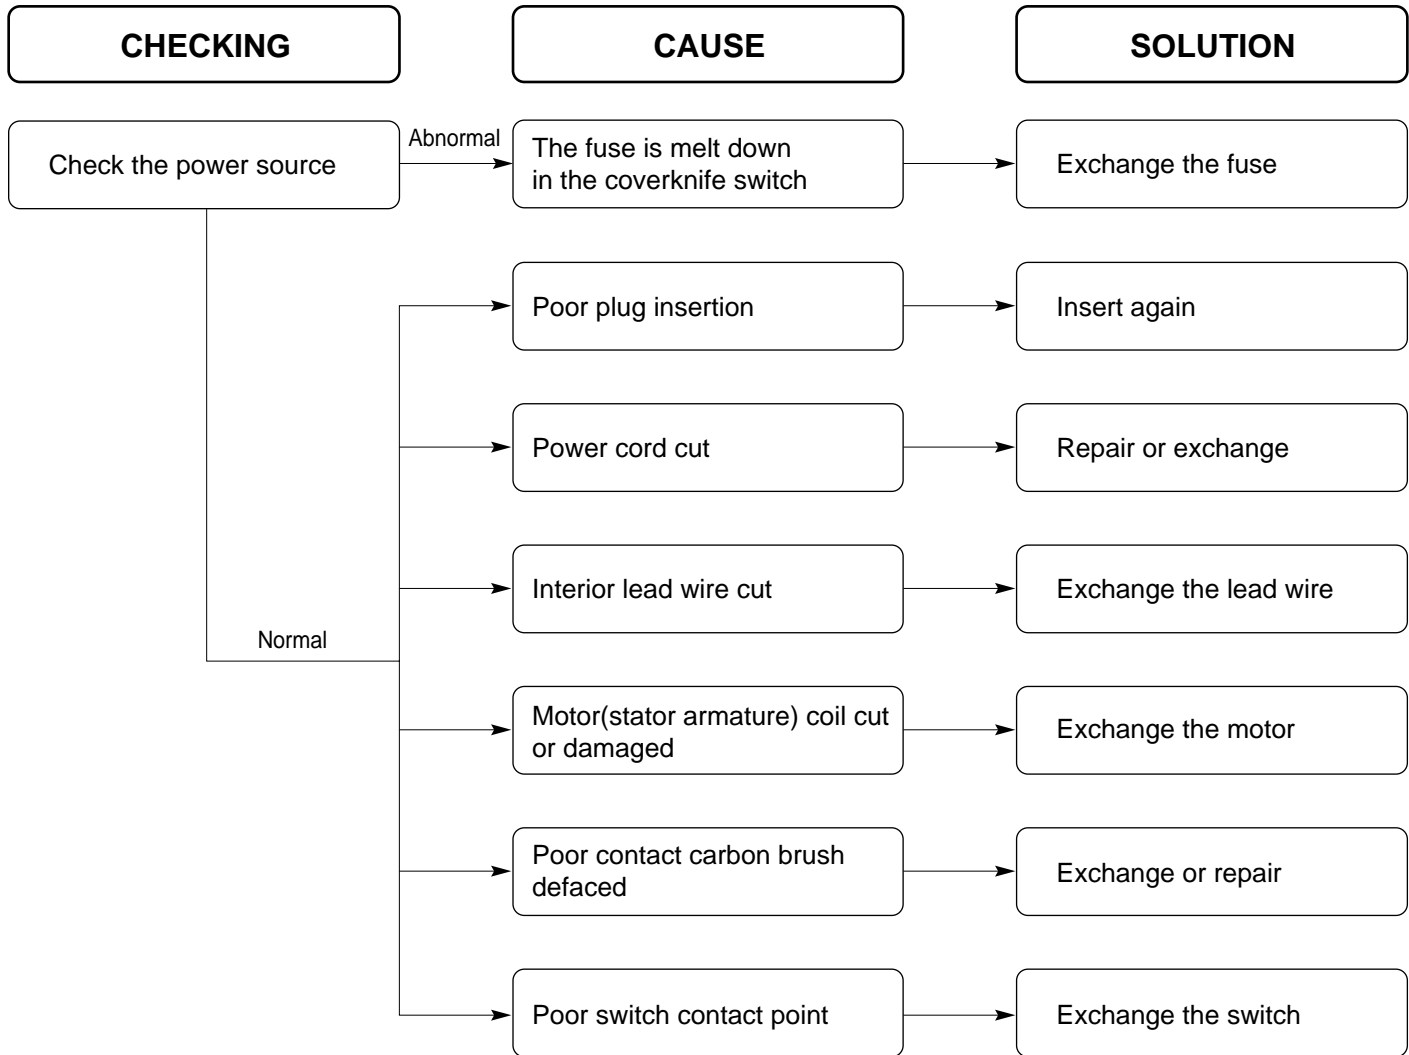 CHECKING
CAUSE
SOLUTION
Check the power source
Abnormal
The fuse is melt down
in the coverknife switch
Exchange the fuse
Poor plug insertion
Insert again
Power cord cut
Repair or exchange
Interior lead wire cut
Exchange the lead wire
Normal
Motor(stator armature) coil cut
or damaged
Exchange the motor
Poor contact carbon brush
defaced
Exchange or repair
Poor switch contact point
Exchange the switch